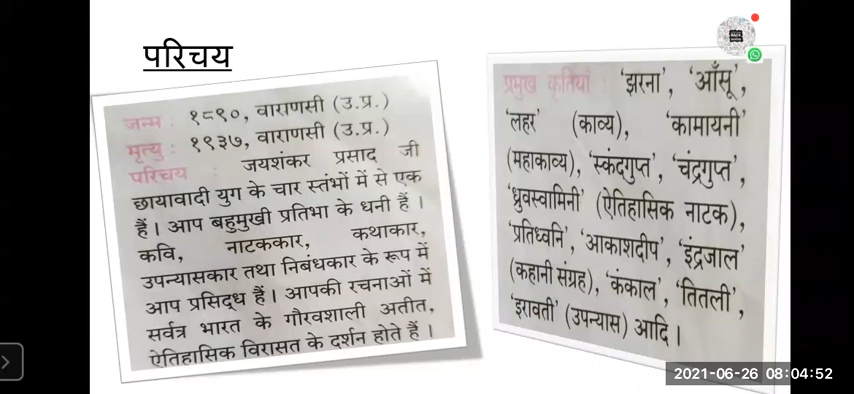 परिचय
जन्म : १८९०, वाराणसी (उ.प्र.)
मृत्यु : १९३७, वाराणसी (उ.प्र.)
परिचय : जयशंकर प्रसाद जी
छायावादी युग के चार स्तंभों में से एक
हैं। आप बहुमुखी प्रतिभा के धनी हैं ।
कवि, नाटककार, कथाकार,
उपन्यासकार तथा निबंधकार के रूप में
आप प्रसिद्ध हैं। आपकी रचनाओं में
सर्वत्र भारत के गौरवशाली अतीत,
ऐतिहासिक विरासत के दर्शन होते हैं ।
प्रमुख कृतियाँ : 'झरना', 'आँसू',
'लहर' (काव्य), 'कामायनी'
(महाकाव्य), 'स्कंदगुप्त', 'चंद्रगुप्त',
'ध्रुवस्वामिनी' (ऐतिहासिक नाटक),
'प्रतिध्वनि', 'आकाशदीप', 'इंद्रजाल'
(कहानी संग्रह), 'कंकाल', 'तितली',
'इरावती' (उपन्यास) आदि ।
2021-06-26 08:04:52